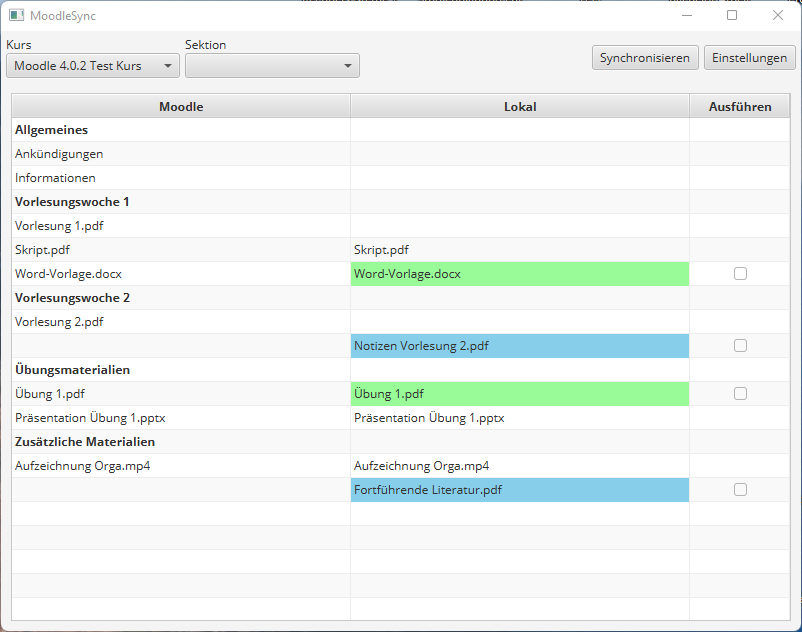 MoodleSync
Kurs Sektion
Moodle 4.0.2 Test Kurs Synchronisieren Einstellungen
Moodle Lokal Ausführen
Allgemeines
Ankündigungen
Informationen
Vorlesungswoche 1
Vorlesung 1.pdf
Skript.pdf Skript.pdf
Word-Vorlage.docx Word-Vorlage.docx
Vorlesungswoche 2
Vorlesung 2.pdf
Notizen Vorlesung 2.pdf
Übungsmaterialien
Übung 1.pdf Übung 1.pdf
Präsentation Übung 1.pptx Präsentation Übung 1.pptx
Zusätzliche Materialien
Aufzeichnung Orga.mp4 Aufzeichnung Orga.mp4
Fortführende Literatur.pdf